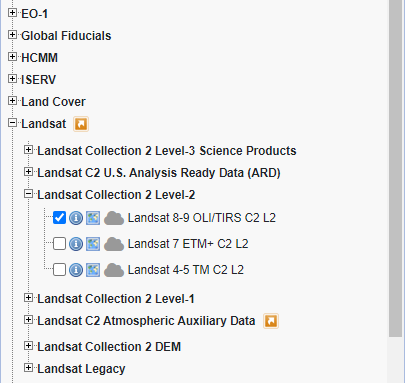 EO-1
Global Fiducials
HCMM
ISERV
Land Cover
Landsat
Landsat Collection 2 Level-3 Science Products
Landsat C2 U.S. Analysis Ready Data (ARD)
Landsat Collection 2 Level-2
Landsat 8-9 OLI/TIRS C2 L2
Landsat 7 ETM+ C2 L2
Landsat 4-5 TM C2 L2
Landsat Collection 2 Level-1
Landsat C2 Atmospheric Auxiliary Data
Landsat Collection 2 DEM
Landsat Legacy